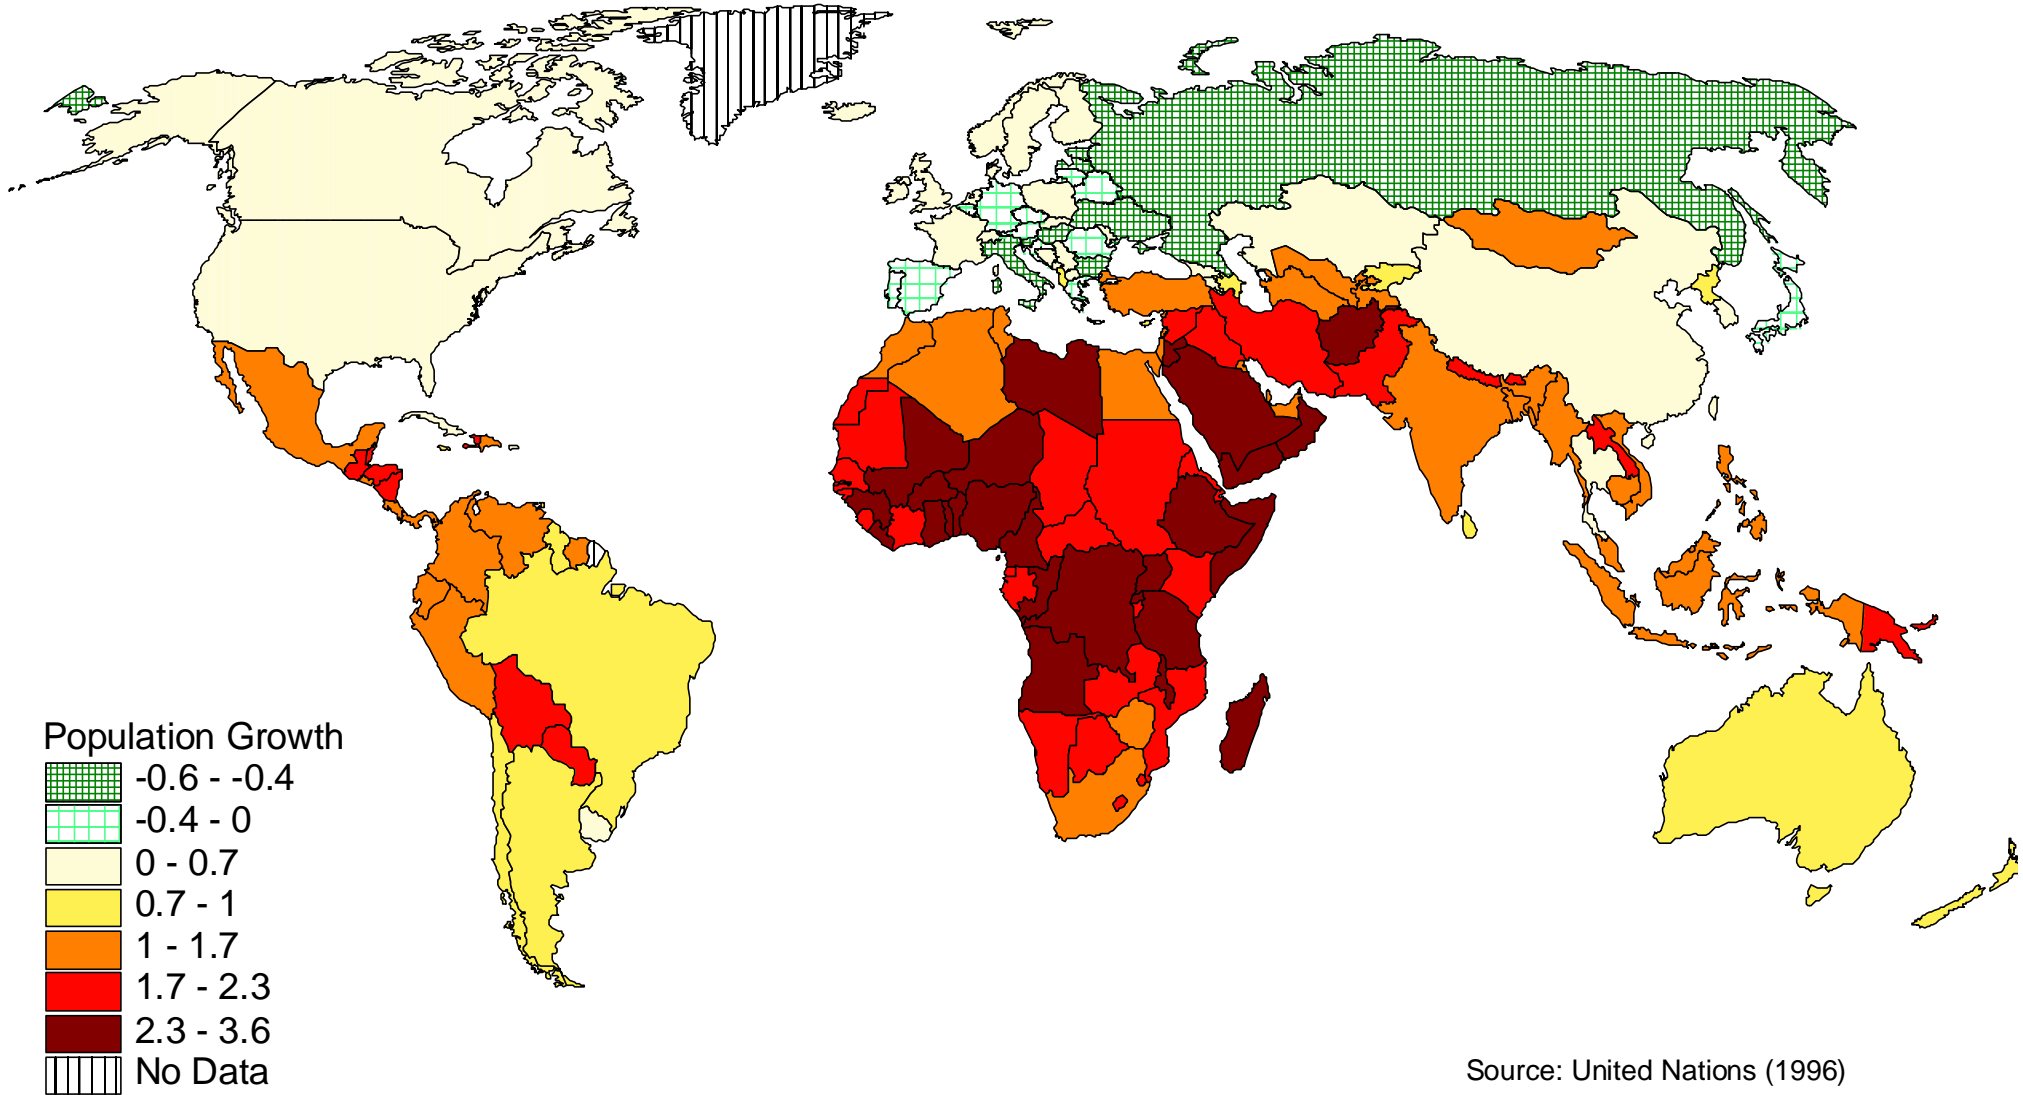 Population Growth
-0.6 - -0.4
-0.4 - 0
0 - 0.7
0.7 - 1
1 - 1.7
1.7 - 2.3
2.3 - 3.6
No Data
Source: United Nations (1996)